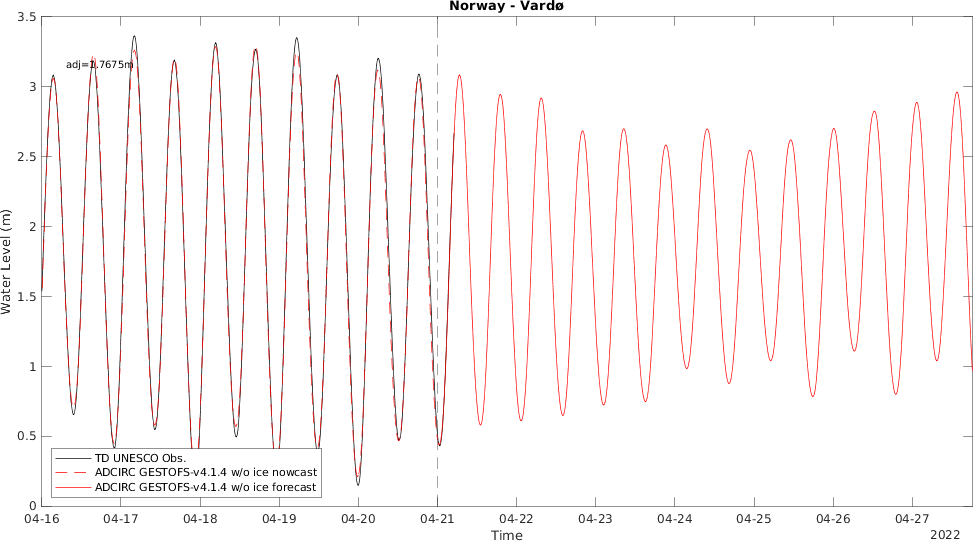 Norway - Vardø
3.5
3
2.5
2
1.5
1
0.5
0
Water Level (m)
adj=1.7675m
TD UNESCO Obs.
ADCIRC GESTOFS-v4.1.4 w/o ice nowcast
ADCIRC GESTOFS-v4.1.4 w/o ice forecast
04-16 04-17 04-18 04-19 04-20 04-21 04-22 04-23 04-24 04-25 04-26 04-27
Time
2022